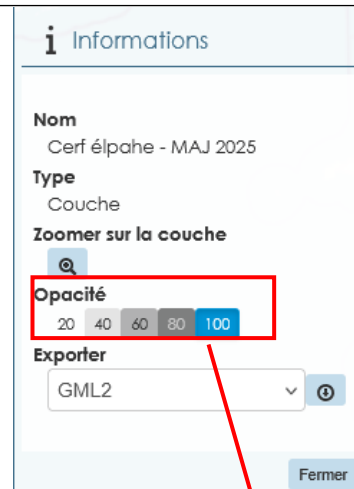 Informations
Nom
Cerf élpahe - MAJ 2025
Type
Couche
Zoomer sur la couche
Opacité
20 40 60 80 100
Exporter
GML2
Fermer